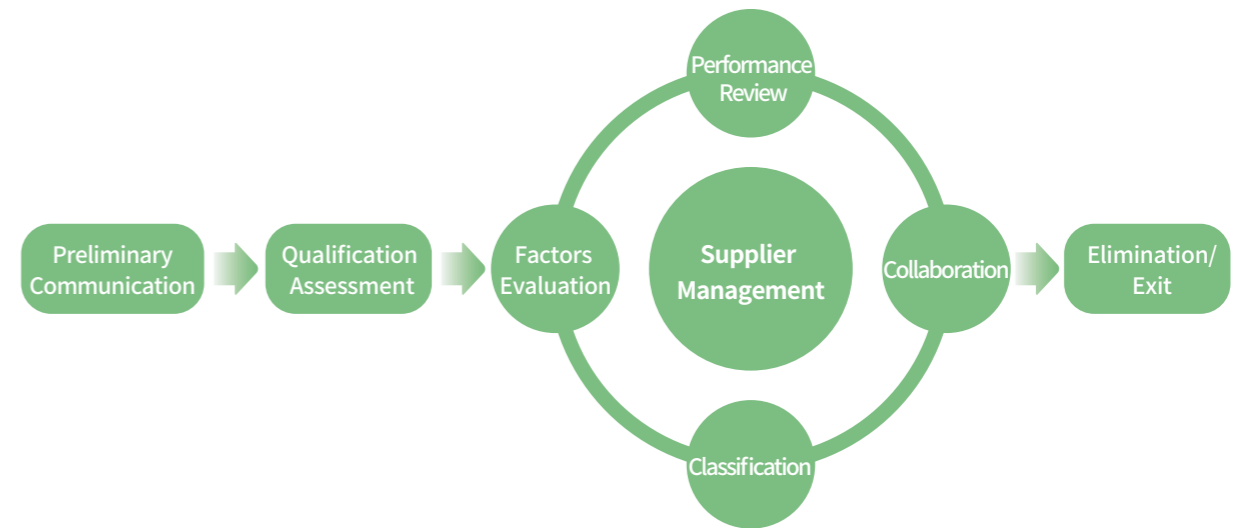 Preliminary
Communication
Qualification
Assessment
Factors
Evaluation
Performance
Review
Supplier
Management
Classification
Collaboration
Elimination/
Exit